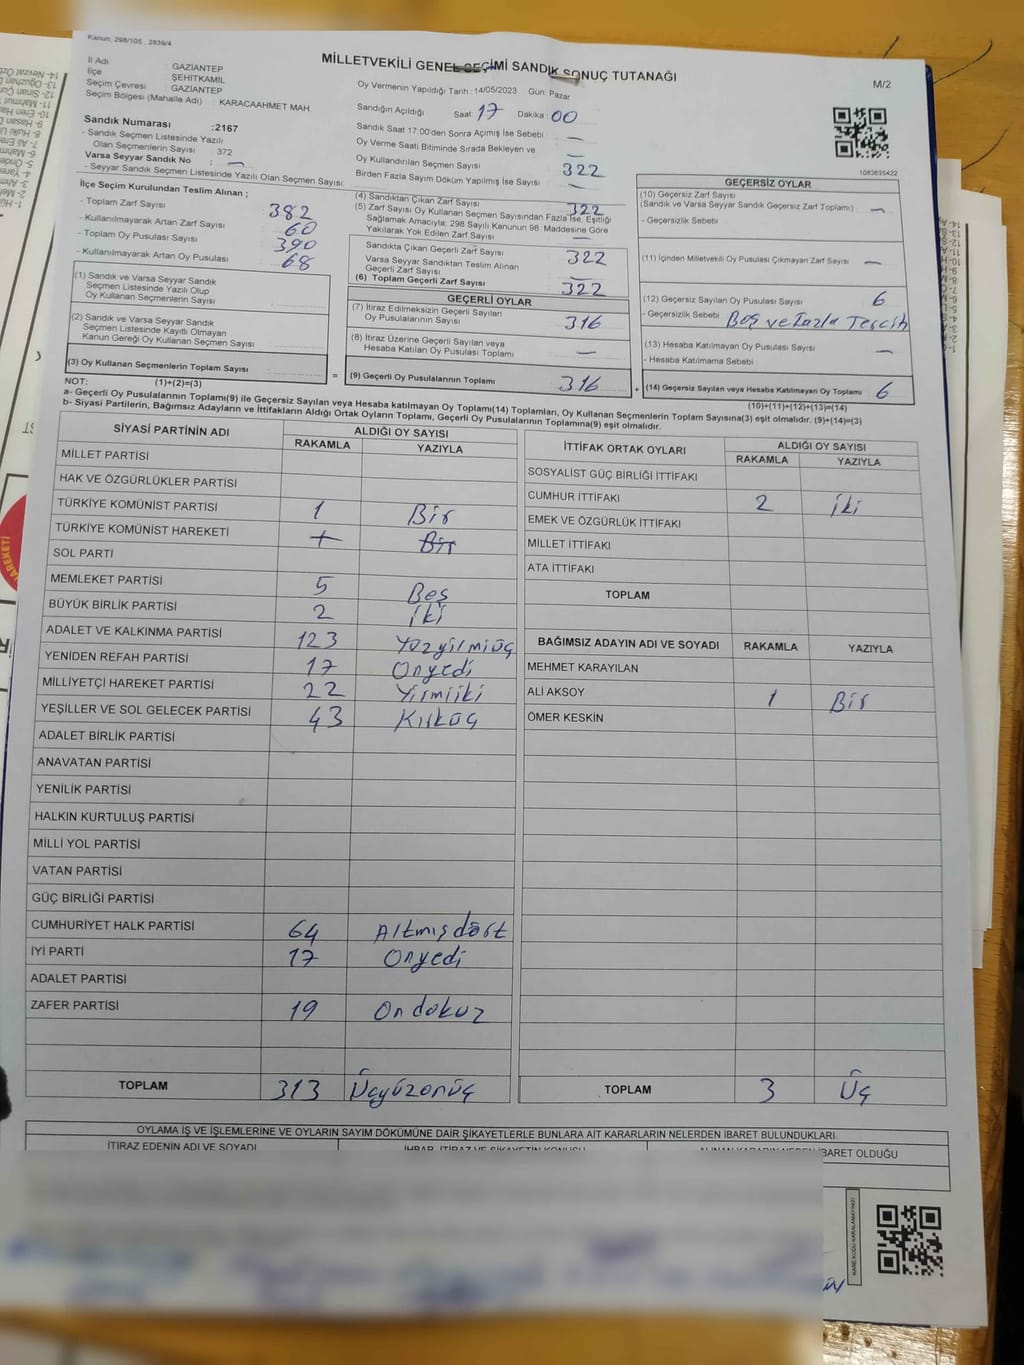 Kanun, 298/105 , 2839/4
MİLLETVEKİLİ GENEL SEÇİMİ SANDIK SONUÇ TUTANAĞI
M/2
İl Adı GAZİANTEP
İlçe ŞEHİTKAMİL
Seçim Çevresi GAZİANTEP
Seçim Bölgesi (Mahalle Adı) : KARACAAHMET MAH.
Sandık Numarası :2167
- Sandık Seçmen Listesinde Yazılı
Olan Seçmenlerin Sayısı 372
Varsa Seyyar Sandık No : —
- Seyyar Sandık Seçmen Listesinde Yazılı Olan Seçmen Sayısı
Oy Vermenin Yapıldığı Tarih :14/05/2023 Gün: Pazar
Sandığın Açıldığı Saat: 17 Dakika 00
Sandık Saat 17:00'den Sonra Açımış İse Sebebi —
Oy Verme Saati Bitiminde Sırada Bekleyen ve
Oy Kullandırılan Seçmen Sayısı —
Birden Fazla Sayım Döküm Yapılmış İse Sayısı 322
—
1083635422
İlçe Seçim Kurulundan Teslim Alınan ;
- Toplam Zarf Sayısı 382
- Kullanılmayarak Artan Zarf Sayısı 60
- Toplam Oy Pusulası Sayısı 390
- Kullanılmayarak Artan Oy Pusulası 68
(1) Sandık ve Varsa Seyyar Sandık
Seçmen Listesinde Yazılı Olup
Oy Kullanan Seçmenlerin Sayısı
(2) Sandık ve Varsa Seyyar Sandık
Seçmen Listesinde Kayıtlı Olmayan
Kanun Gereği Oy Kullanan Seçmen Sayısı
(3) Oy Kullanan Seçmenlerin Toplam Sayısı
(4) Sandıktan Çıkan Zarf Sayısı 322
(5) Zarf Sayısı Oy Kullanan Seçmen Sayısından Fazla İse, Eşitliği
Sağlamak Amacıyla; 298 Sayılı Kanunun 98. Maddesine Göre
Yakılarak Yok Edilen Zarf Sayısı —
Sandıkta Çıkan Geçerli Zarf Sayısı 322
Varsa Seyyar Sandıktan Teslim Alınan
Geçerli Zarf Sayısı —
(6) Toplam Geçerli Zarf Sayısı 322
GEÇERLİ OYLAR
(7) İtiraz Edilmeksizin Geçerli Sayılan
Oy Pusulalarının Sayısı 316
(8) İtiraz Üzerine Geçerli Sayılan veya
Hesaba Katılan Oy Pusulası Toplamı —
= (9) Geçerli Oy Pusulalarının Toplamı 316
GEÇERSİZ OYLAR
(10) Geçersiz Zarf Sayısı
(Sandık ve Varsa Seyyar Sandık Geçersiz Zarf Toplamı) —
- Geçersizlik Sebebi
(11) İçinden Milletvekili Oy Pusulası Çıkmayan Zarf Sayısı —
(12) Geçersiz Sayılan Oy Pusulası Sayısı 6
- Geçersizlik Sebebi Boş ve Fazla Tercih
(13) Hesaba Katılmayan Oy Pusulası Sayısı —
- Hesaba Katılmama Sebebi
+ (14) Geçersiz Sayılan veya Hesaba Katılmayan Oy Toplamı 6
NOT: (1)+(2)=(3)
(10)+(11)+(12)+(13)=(14)
a- Geçerli Oy Pusulalarının Toplamı(9) ile Geçersiz Sayılan veya Hesaba katılmayan Oy Toplamı(14) Toplamları, Oy Kullanan Seçmenlerin Toplam Sayısına(3) eşit olmalıdır. (9)+(14)=(3)
b- Siyasi Partilerin, Bağımsız Adayların ve İttifakların Aldığı Ortak Oyların Toplamı, Geçerli Oy Pusulalarının Toplamına(9) eşit olmalıdır.
SİYASİ PARTİNİN ADI ALDIĞI OY SAYISI
RAKAMLA YAZIYLA
MİLLET PARTİSİ
HAK VE ÖZGÜRLÜKLER PARTİSİ
TÜRKİYE KOMÜNİST PARTİSİ 1 Bir
TÜRKİYE KOMÜNİST HAREKETİ 1 Bir
SOL PARTİ
MEMLEKET PARTİSİ 5 Beş
BÜYÜK BİRLİK PARTİSİ 2 iki
ADALET VE KALKINMA PARTİSİ 123 Yüzyirmiüç
YENİDEN REFAH PARTİSİ 17 Onyedi
MİLLİYETÇİ HAREKET PARTİSİ 22 Yirmiiki
YEŞİLLER VE SOL GELECEK PARTİSİ 43 Kırküç
ADALET BİRLİK PARTİSİ
ANAVATAN PARTİSİ
YENİLİK PARTİSİ
HALKIN KURTULUŞ PARTİSİ
MİLLİ YOL PARTİSİ
VATAN PARTİSİ
GÜÇ BİRLİĞİ PARTİSİ
CUMHURİYET HALK PARTİSİ 64 Altmışdört
İYİ PARTİ 17 Onyedi
ADALET PARTİSİ
ZAFER PARTİSİ 19 Ondokuz
TOPLAM 313 Üçyüzonüç
İTTİFAK ORTAK OYLARI ALDIĞI OY SAYISI
RAKAMLA YAZIYLA
SOSYALİST GÜÇ BİRLİĞİ İTTİFAKI
CUMHUR İTTİFAKI 2 iki
EMEK VE ÖZGÜRLÜK İTTİFAKI
MİLLET İTTİFAKI
ATA İTTİFAKI
TOPLAM
BAĞIMSIZ ADAYIN ADI VE SOYADI RAKAMLA YAZIYLA
MEHMET KARAYILAN
ALİ AKSOY 1 Bir
ÖMER KESKİN
TOPLAM 3 Üç
OYLAMA İŞ VE İŞLEMLERİNE VE OYLARIN SAYIM DÖKÜMÜNE DAİR ŞİKAYETLERLE BUNLARA AİT KARARLARIN NELERDEN İBARET BULUNDUKLARI
İTİRAZ EDENİN ADI VE SOYADI İHBAR, İTİRAZ VE ŞİKAYETİN KONUSU ALINAN KARARIN NEDEN İBARET OLDUĞU
KARE KODU KARALAMAYINIZ!